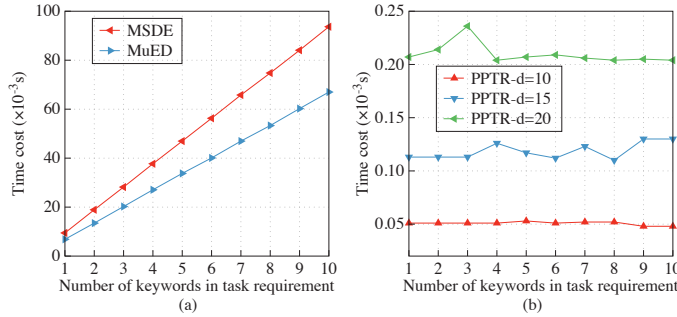 100
80
60
40
20
0
Time cost (×10⁻³s)
MSDE
MuED
1 2 3 4 5 6 7 8 9 10
Number of keywords in task requirement
(a)
0.25
0.20
0.15
0.10
0.05
Time cost (×10⁻³s)
PPTR-d=10
PPTR-d=15
PPTR-d=20
1 2 3 4 5 6 7 8 9 10
Number of keywords in task requirement
(b)